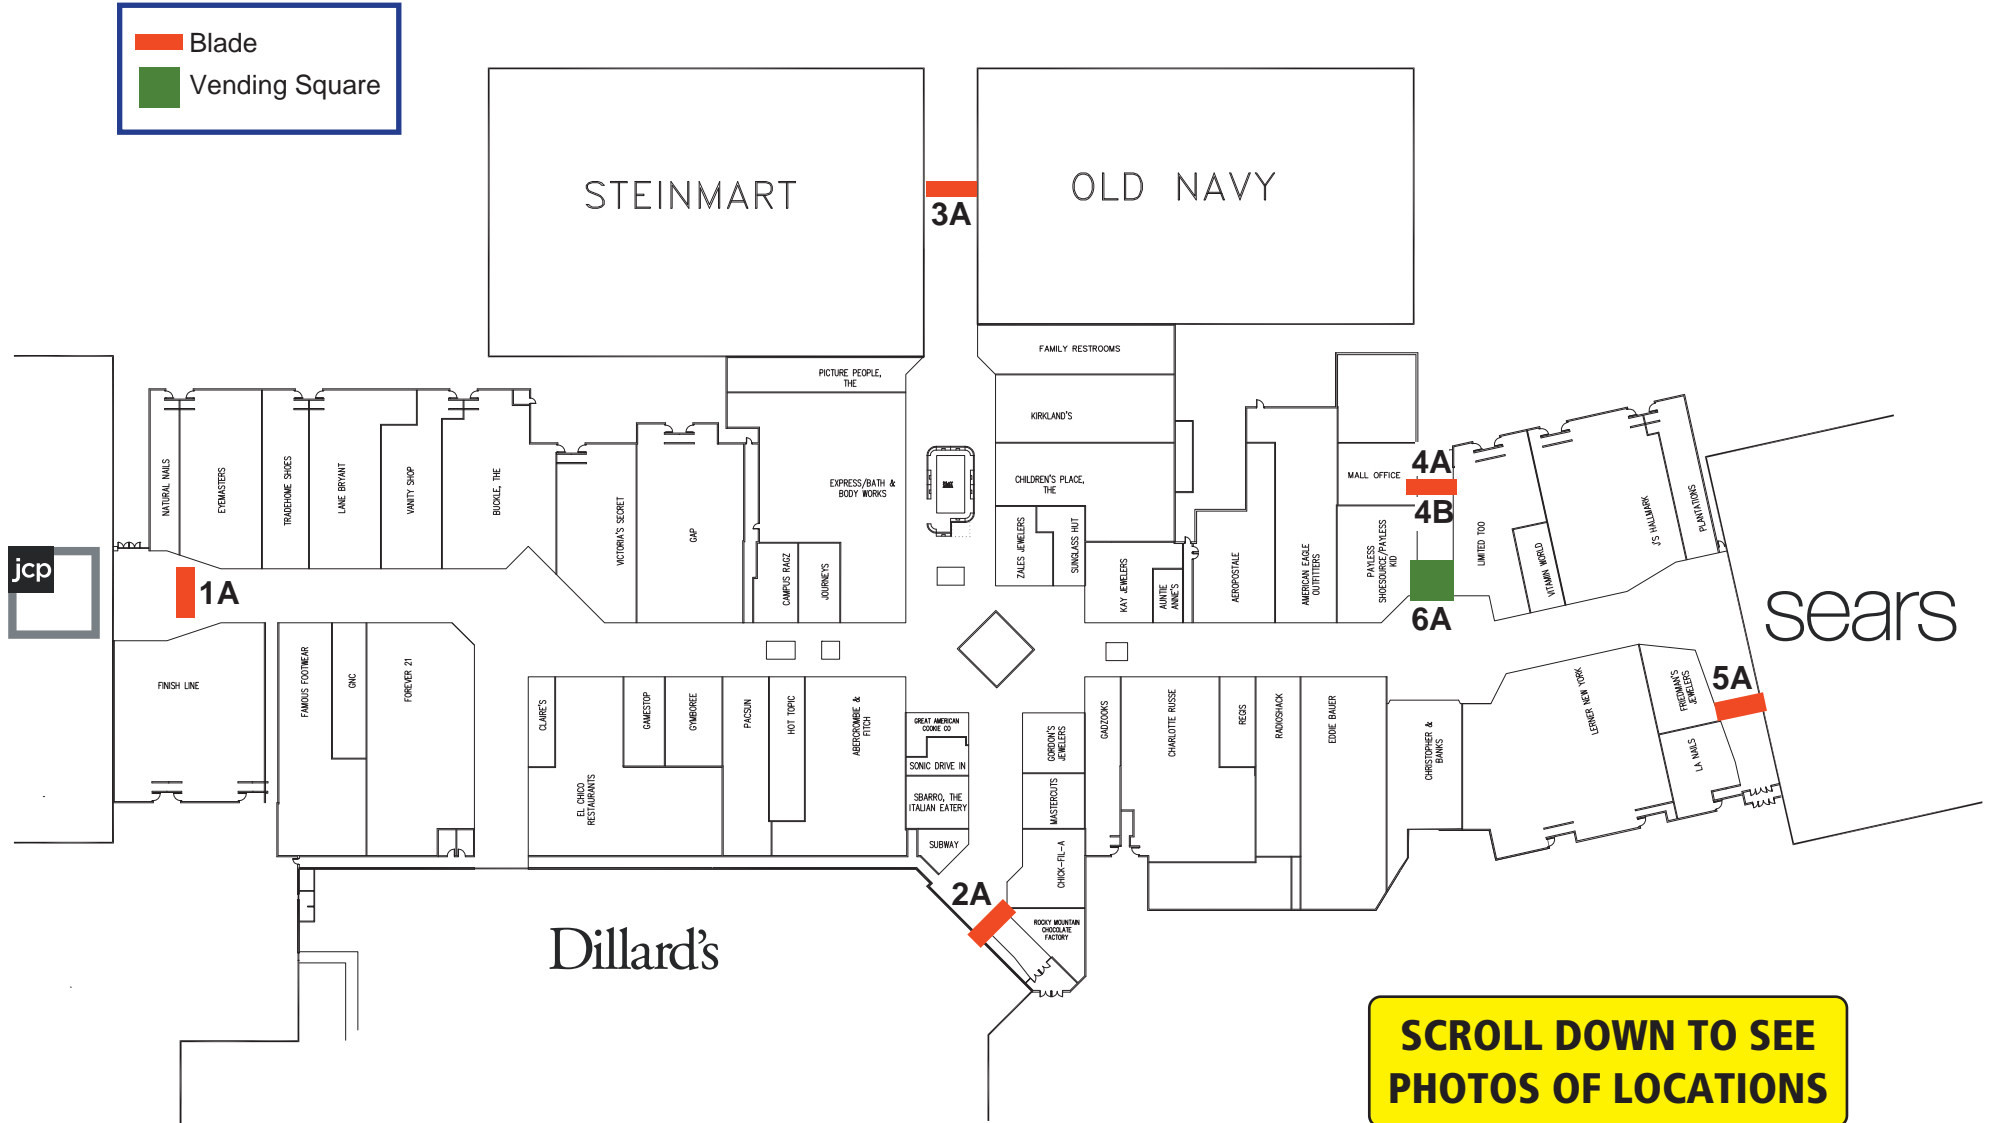 Blade
Vending Square
STEINMART
OLD NAVY
3A
FAMILY RESTROOMS
PICTURE PEOPLE,
THE
KIRKLAND'S
EXPRESS/BATH &
BODY WORKS
CHILDREN'S PLACE,
THE
ZALES JEWELERS
SUNGLASS HUT
KAY JEWELERS
AUNTIE
ANNE'S
AEROPOSTALE
AMERICAN EAGLE
OUTFITTERS
MALL OFFICE
PAYLESS
SHOESOURCE/PAYLESS
KID
4A
4B
6A
LIMITED TOO
VITAMIN WORLD
J'S HALLMARK
PLANTATIONS
sears
NATURAL NAILS
EYEMASTERS
TRADEHOME SHOES
LANE BRYANT
VANITY SHOP
BUCKLE, THE
VICTORIA'S SECRET
GAP
CAMPUS RAGZ
JOURNEYS
jcp
1A
FINISH LINE
FAMOUS FOOTWEAR
GNC
FOREVER 21
CLAIRE'S
EL CHICO
RESTAURANTS
GAMESTOP
GYMBOREE
PACSUN
HOT TOPIC
ABERCROMBIE &
FITCH
GREAT AMERICAN
COOKIE CO
SONIC DRIVE IN
SBARRO, THE
ITALIAN EATERY
SUBWAY
GORDON'S
JEWELERS
MASTERCUTS
CHICK-FIL-A
ROCKY MOUNTAIN
CHOCOLATE
FACTORY
GADZOOKS
CHARLOTTE RUSSE
REGIS
RADIOSHACK
EDDIE BAUER
CHRISTOPHER &
BANKS
LERNER NEW YORK
FRIEDMAN'S
JEWELERS
LA NAILS
5A
2A
Dillard's
SCROLL DOWN TO SEE
PHOTOS OF LOCATIONS